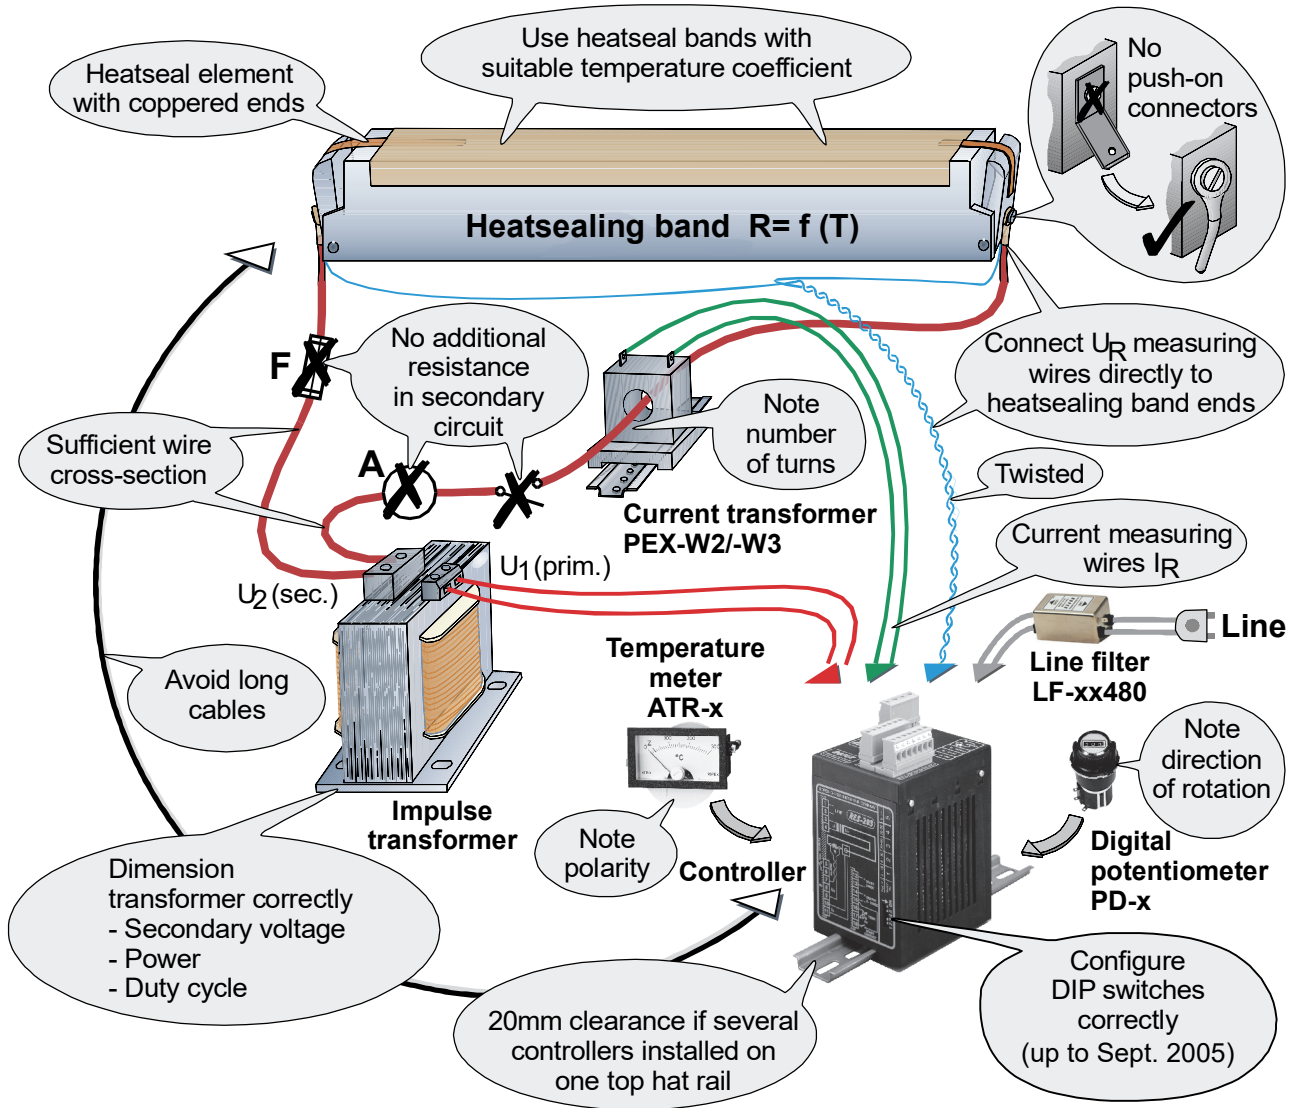 Use heatseal bands with
suitable temperature coefficient
Heatseal element
with coppered ends
No
push-on
connectors
Heatsealing band R= f (T)
F
No additional
resistance
in secondary
circuit
Note
number
of turns
Connect UR measuring
wires directly to
heatsealing band ends
Sufficient wire
cross-section
A
Twisted
Current transformer
PEX-W2/-W3
Current measuring
wires IR
U1 (prim.)
U2 (sec.)
Line
Line filter
LF-xx480
Temperature
meter
ATR-x
Avoid long
cables
Note
direction
of rotation
°C
Impulse
transformer
Note
polarity
Controller
RES-209
Digital
potentiometer
PD-x
Dimension
transformer correctly
- Secondary voltage
- Power
- Duty cycle
Configure
DIP switches
correctly
(up to Sept. 2005)
20mm clearance if several
controllers installed on
one top hat rail